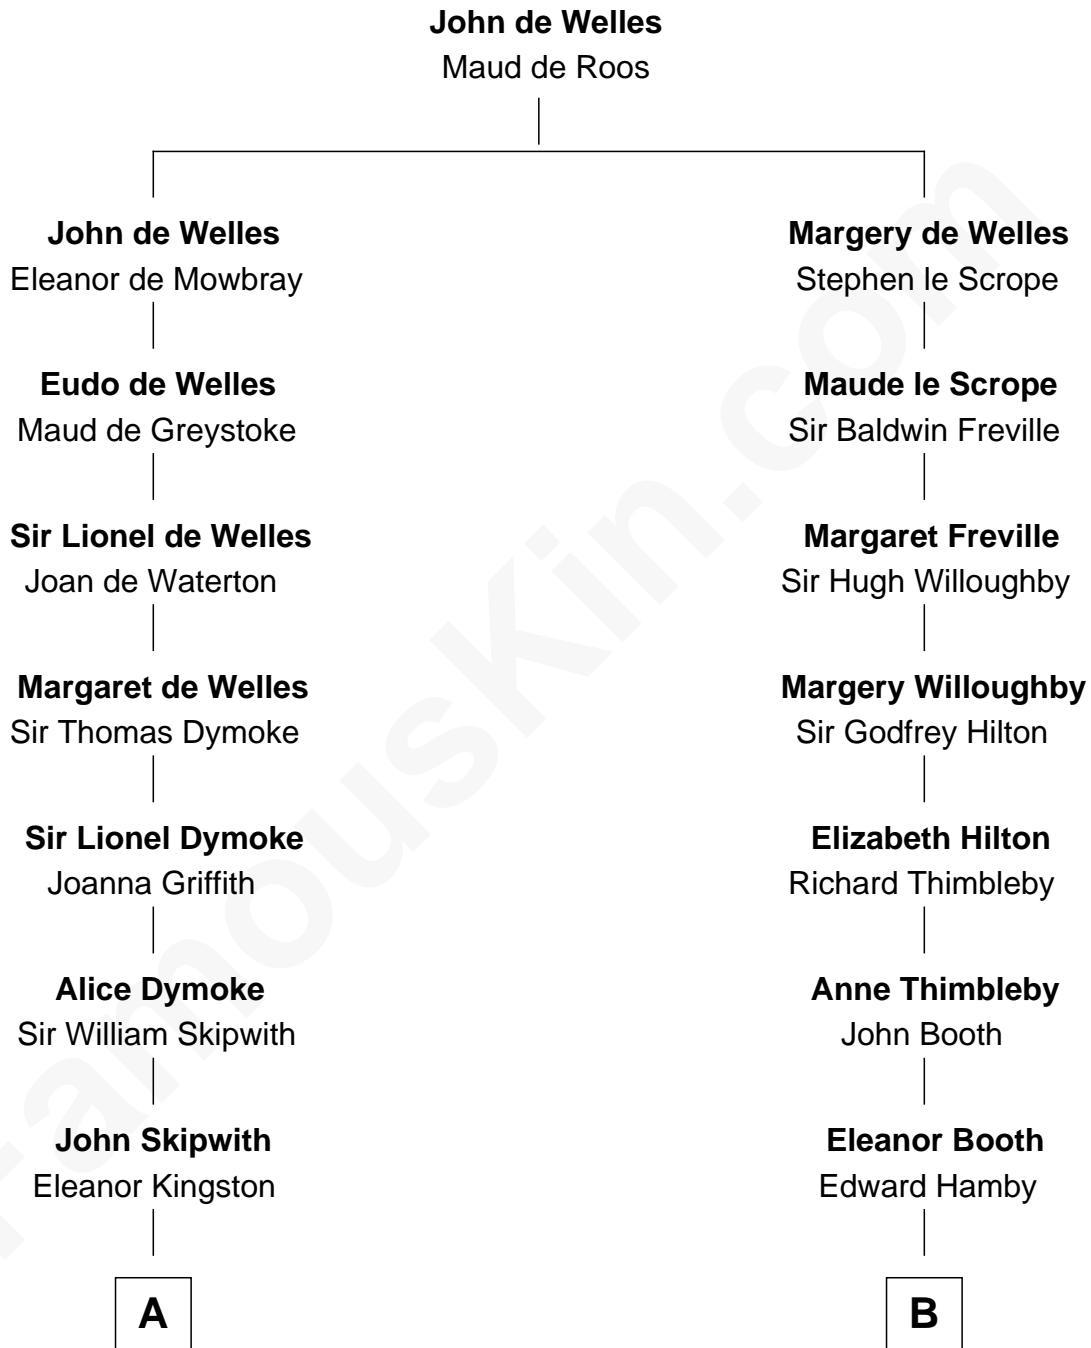 John de Welles
Maud de Roos
John de Welles
Eleanor de Mowbray
Margery de Welles
Stephen le Scrope
Eudo de Welles
Maud de Greystoke
Maude le Scrope
Sir Baldwin Freville
Sir Lionel de Welles
Joan de Waterton
Margaret Freville
Sir Hugh Willoughby
Margaret de Welles
Sir Thomas Dymoke
Margery Willoughby
Sir Godfrey Hilton
Sir Lionel Dymoke
Joanna Griffith
Elizabeth Hilton
Richard Thimbleby
Alice Dymoke
Sir William Skipwith
Anne Thimbleby
John Booth
John Skipwith
Eleanor Kingston
Eleanor Booth
Edward Hamby
A
B
FamousKin.com